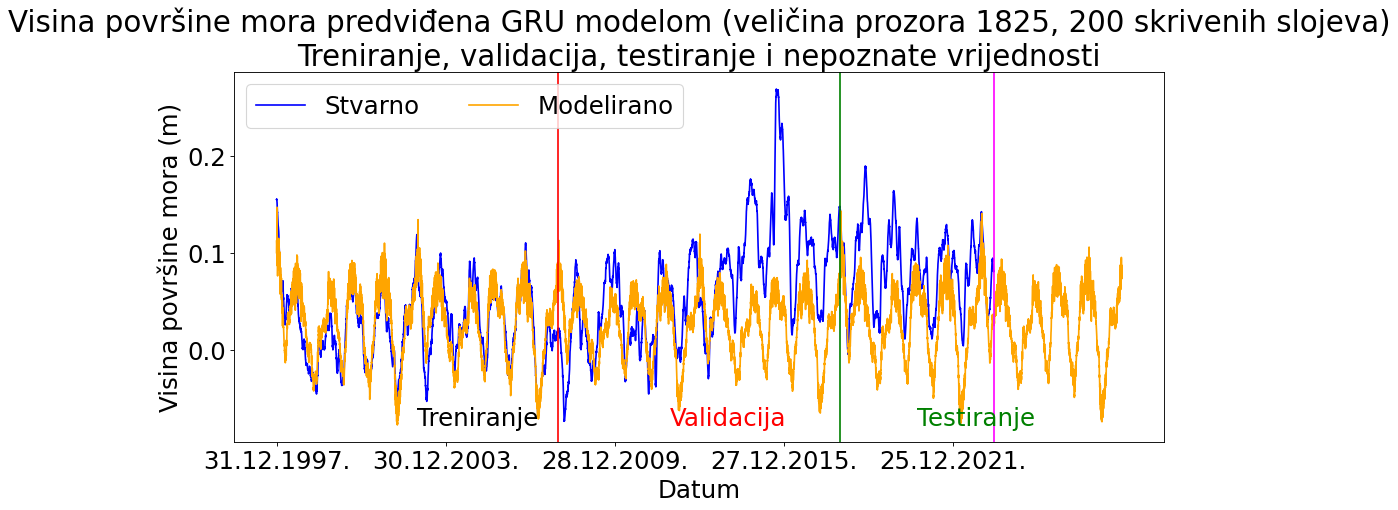 Visina površine mora predviđena GRU modelom (veličina prozora 1825, 200 skrivenih slojeva)
Treniranje, validacija, testiranje i nepoznate vrijednosti
Stvarno
Modelirano
Visina površine mora (m)
0.2
0.1
0.0
Treniranje
Validacija
Testiranje
31.12.1997.
30.12.2003.
28.12.2009.
27.12.2015.
25.12.2021.
Datum